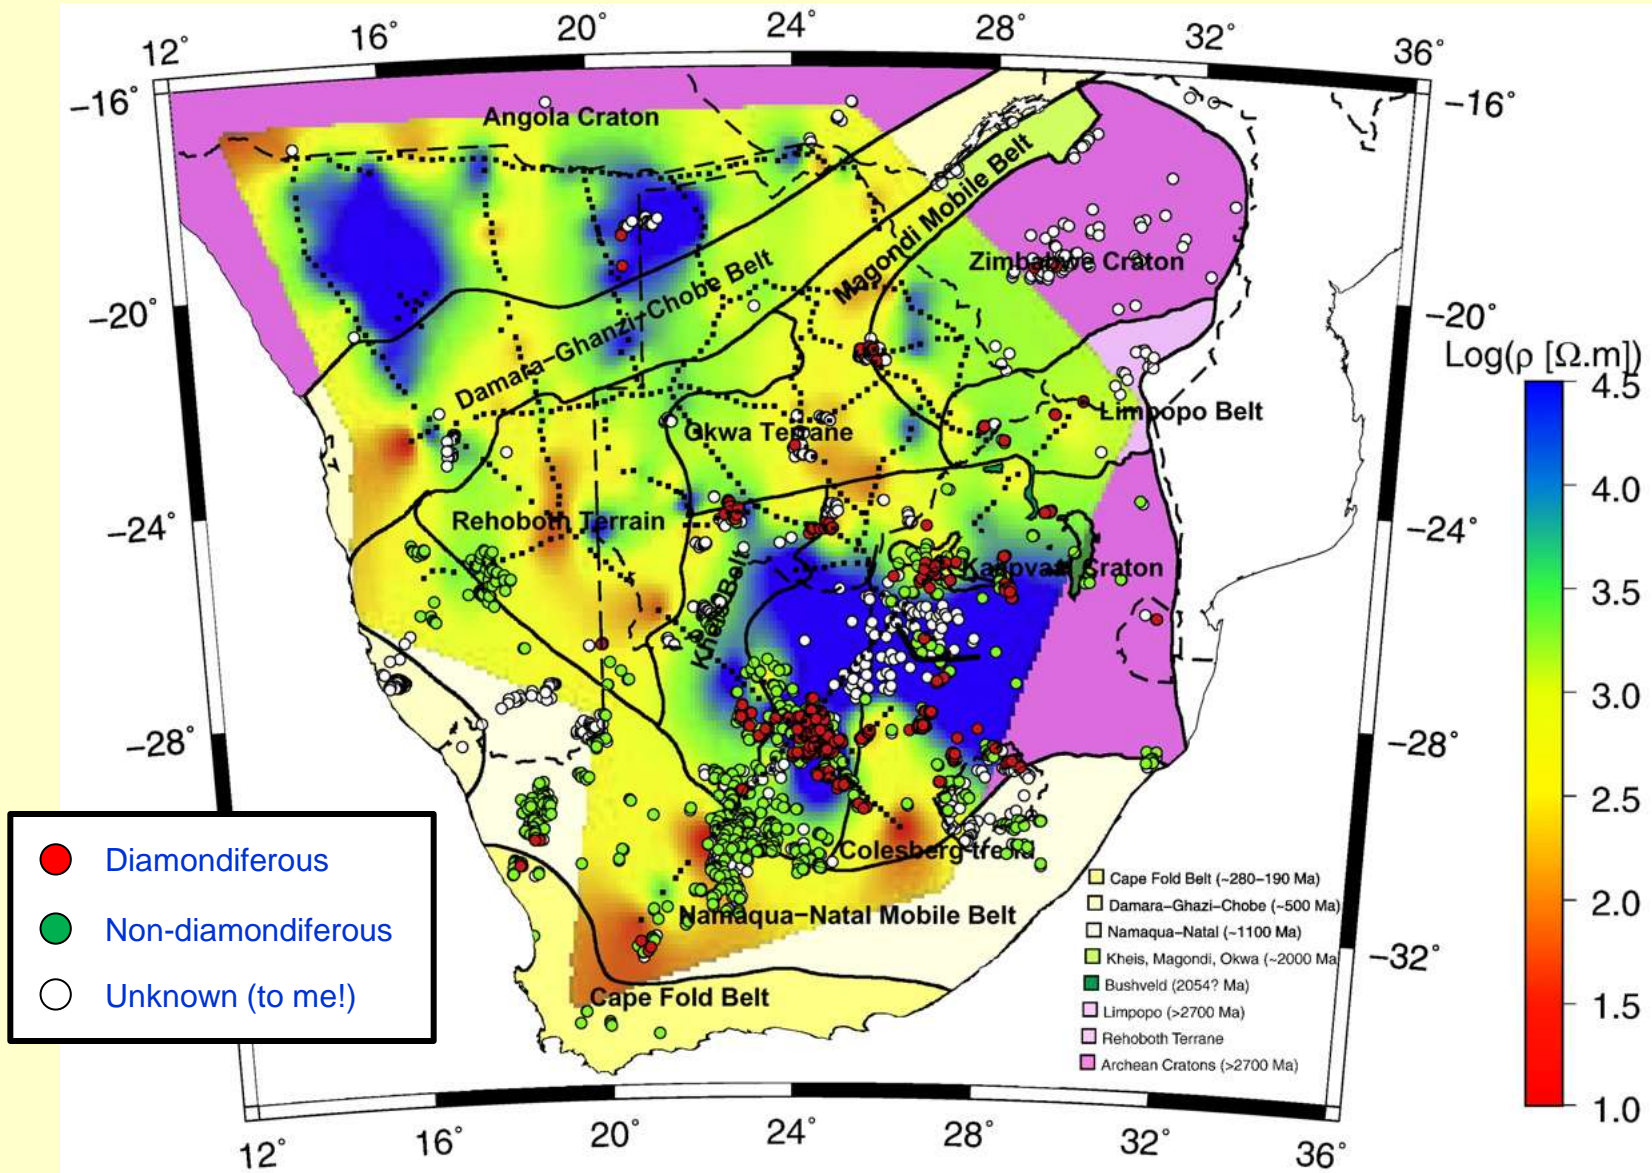 12°
16°
20°
24°
28°
32°
36°
−16°
−16°
Angola Craton
Magondi Mobile Belt
Zimbabwe Craton
Damara−Ghanzi−Chobe Belt
−20°
−20°
Log(ρ [Ω.m])
4.5
Limpopo Belt
Okwa Terrane
4.0
Rehoboth Terrain
−24°
−24°
Kaapvaal Craton
Kheis Belt
3.5
3.0
−28°
−28°
2.5
Diamondiferous
Non-diamondiferous
Unknown (to me!)
Colesberg trend
Cape Fold Belt (~280−190 Ma)
Damara−Ghazi−Chobe (~500 Ma)
Namaqua−Natal (~1100 Ma)
Kheis, Magondi, Okwa (~2000 Ma
Bushveld (2054? Ma)
Limpopo (>2700 Ma)
Rehoboth Terrane
Archean Cratons (>2700 Ma)
2.0
Namaqua−Natal Mobile Belt
−32°
Cape Fold Belt
1.5
1.0
12°
16°
20°
24°
28°
32°
36°